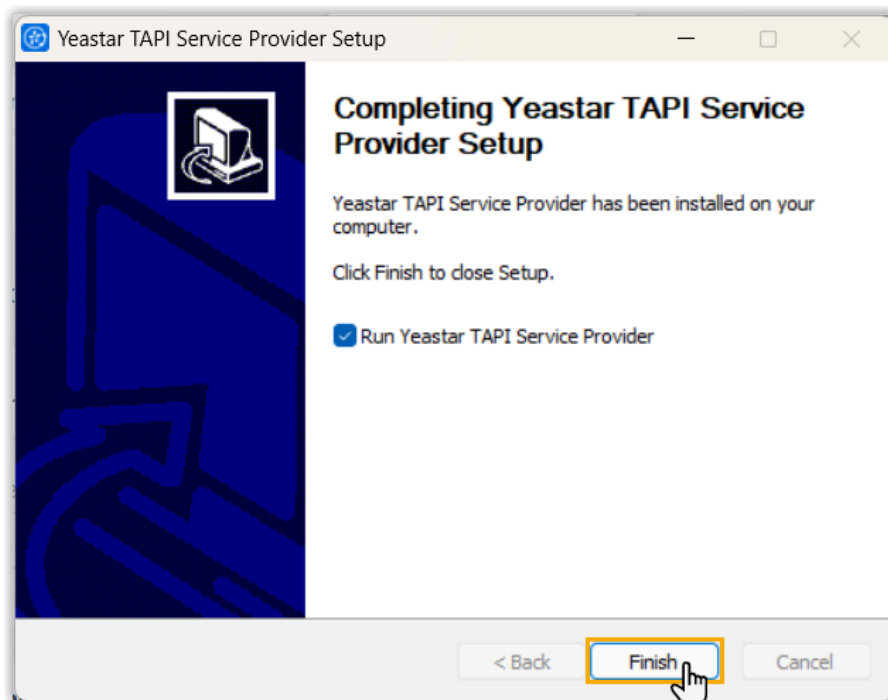 Yeastar TAPI Service Provider Setup
Completing Yeastar TAPI Service
Provider Setup
Yeastar TAPI Service Provider has been installed on your
computer.
Click Finish to close Setup.
Run Yeastar TAPI Service Provider
< Back
Finish
Cancel